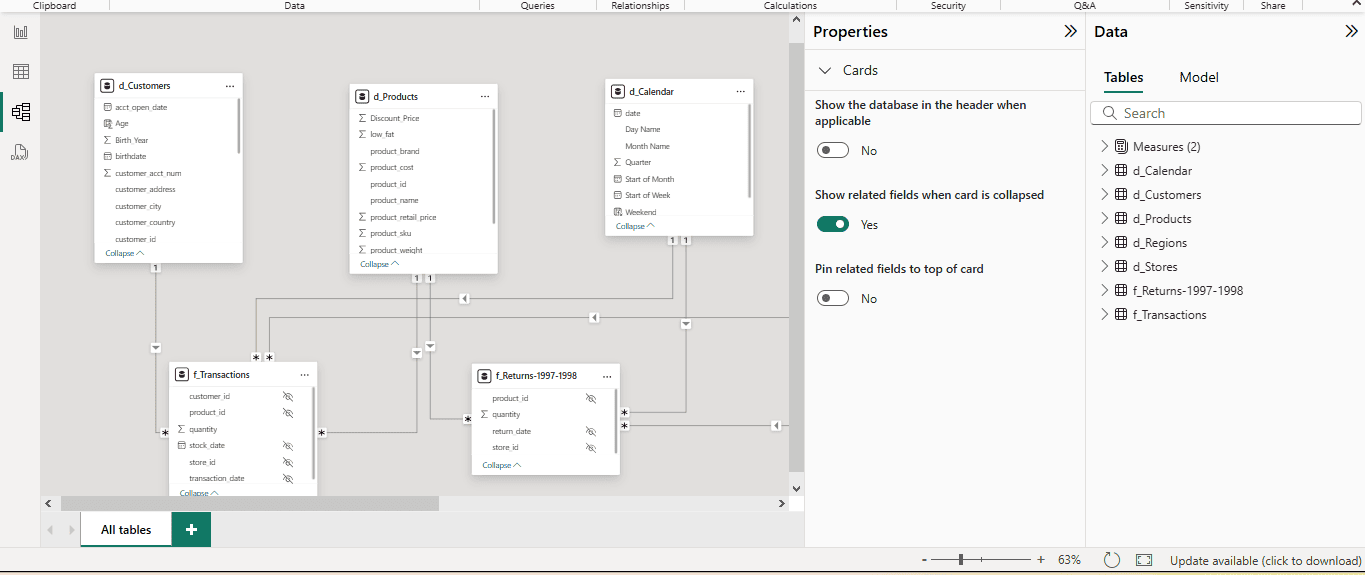 Clipboard
Data
Queries
Relationships
Calculations
Security
Q&A
Sensitivity
Share
DAX
d_Customers
acct_open_date
Age
Birth_Year
birthdate
customer_acct_num
customer_address
customer_city
customer_country
customer_id
Collapse
d_Products
Discount_Price
low_fat
product_brand
product_cost
product_id
product_name
product_retail_price
product_sku
product_weight
Collapse
d_Calendar
date
Day Name
Month Name
Quarter
Start of Month
Start of Week
Weekend
Collapse
1
1 1
1 1
* *
*
*
*
*
*
f_Transactions
customer_id
product_id
quantity
stock_date
store_id
transaction_date
Collapse
f_Returns-1997-1998
product_id
quantity
return_date
store_id
Collapse
All tables
+
Properties
Cards
Show the database in the header when
applicable
No
Show related fields when card is collapsed
Yes
Pin related fields to top of card
No
Data
Tables
Model
Search
Measures (2)
d_Calendar
d_Customers
d_Products
d_Regions
d_Stores
f_Returns-1997-1998
f_Transactions
- + 63%
Update available (click to download)